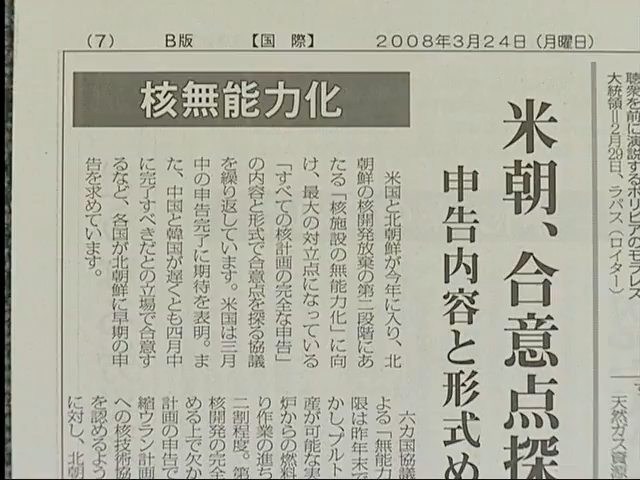 (7)　B版　【国　際】　2008年3月24日(月曜日)
聴衆を前に演説するボリビアのモラレス
大統領=2月29日、ラパス(ロイター)
天然ガス資源
米朝、合意点探
申告内容と形式め
核無能力化
米国と北朝鮮が今年に入り、北
朝鮮の核開発放棄の第二段階にあ
たる「核施設の無能力化」に向
け、最大の対立点になっている
「すべての核計画の完全な申告」
の内容と形式で合意点を探る協議
を繰り返しています。米国は三月
中の申告完了に期待を表明。ま
た、中国と韓国が遅くとも四月中
に完了すべきだとの立場で合意す
るなど、各国が北朝鮮に早期の申
告を求めています。
六カ国協議
よる「無能力
限は昨年末で
かし、プルト
産が可能な実
炉からの燃料
り作業の進ち
二割程度。第
核開発の完全
める上で欠か
計画の申告で
縮ウラン計画
への核技術協
を認めるよう
に対し、北朝